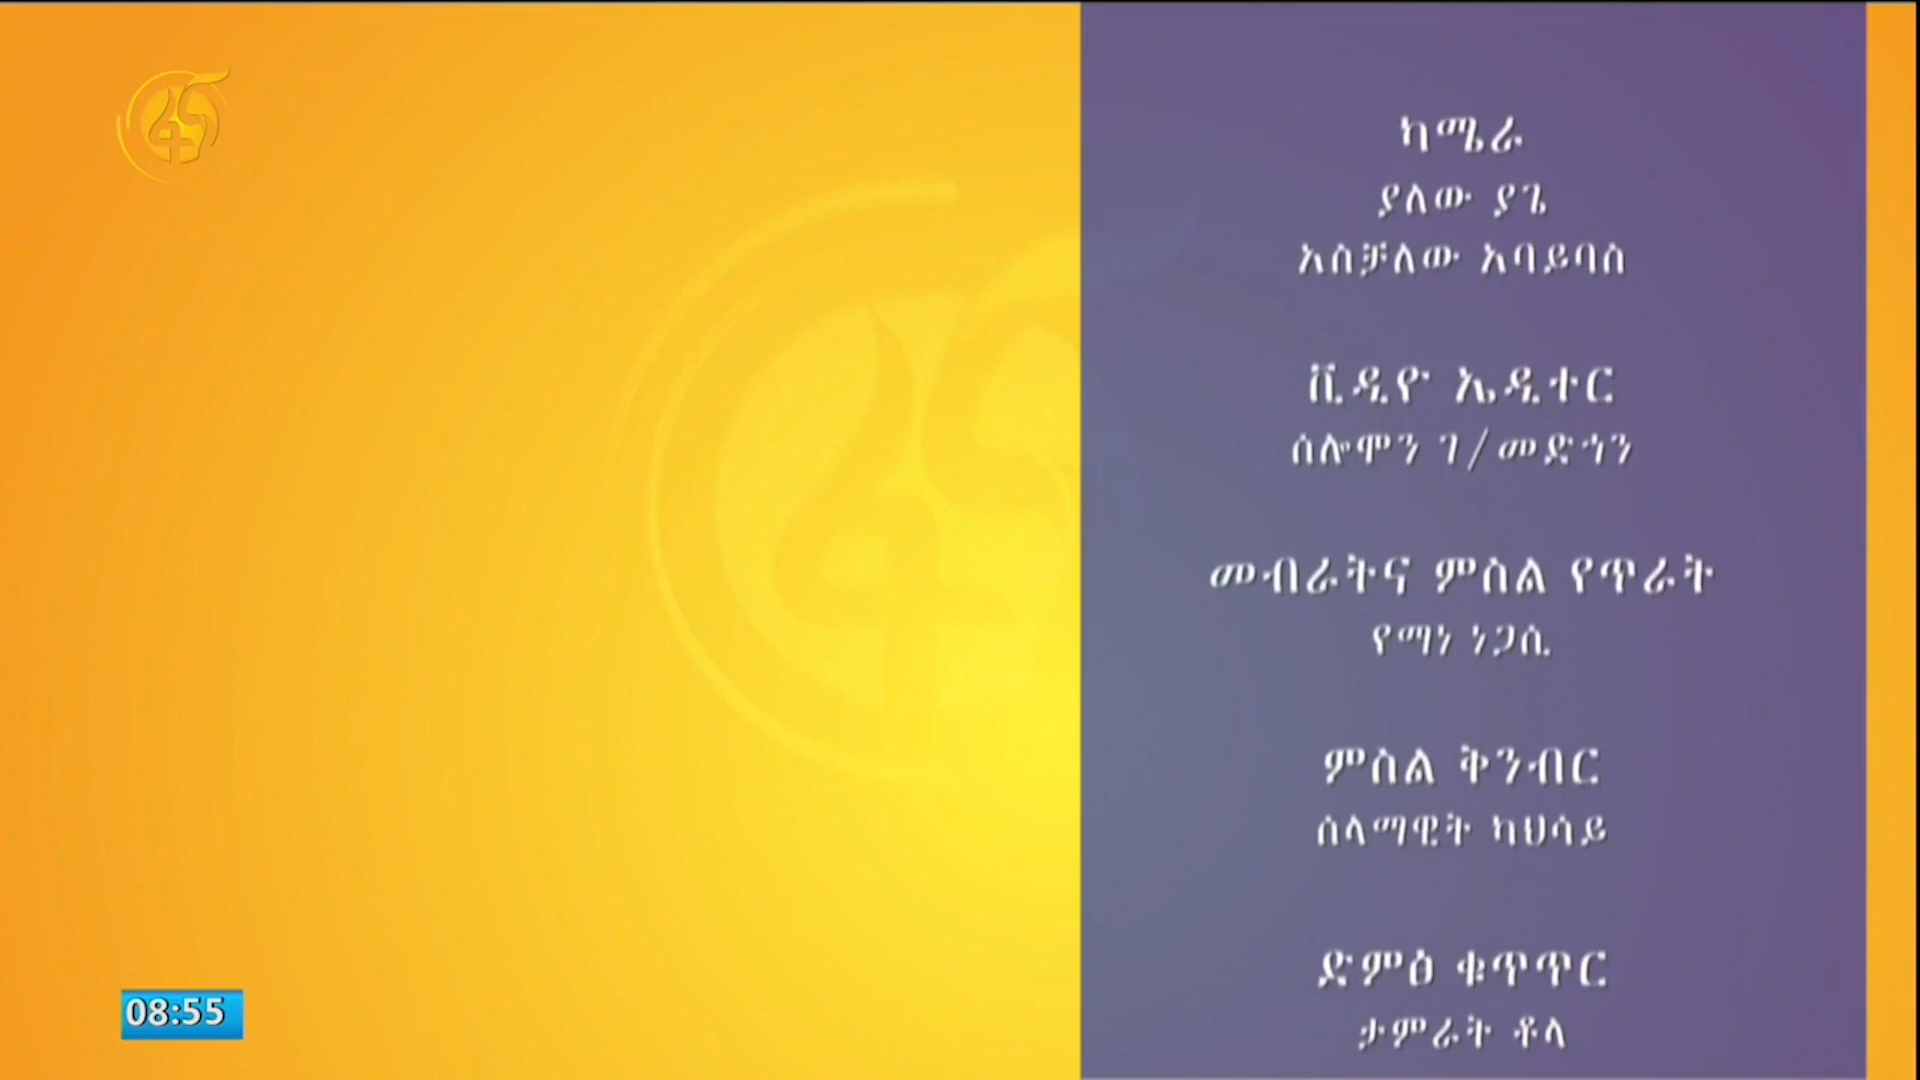 ካሜራ
ያለው ያጌ
አስቻለው አባይባስ
ቪዲዮ ኤዲተር
ሰሎሞን ገ/መድኅን
መብራትና ምስል የጥራት
የማነ ነጋሲ
ምስል ቅንብር
ሰላማዊት ካህሳይ
ድምፅ ቁጥጥር
ታምራት ቶላ
08:55